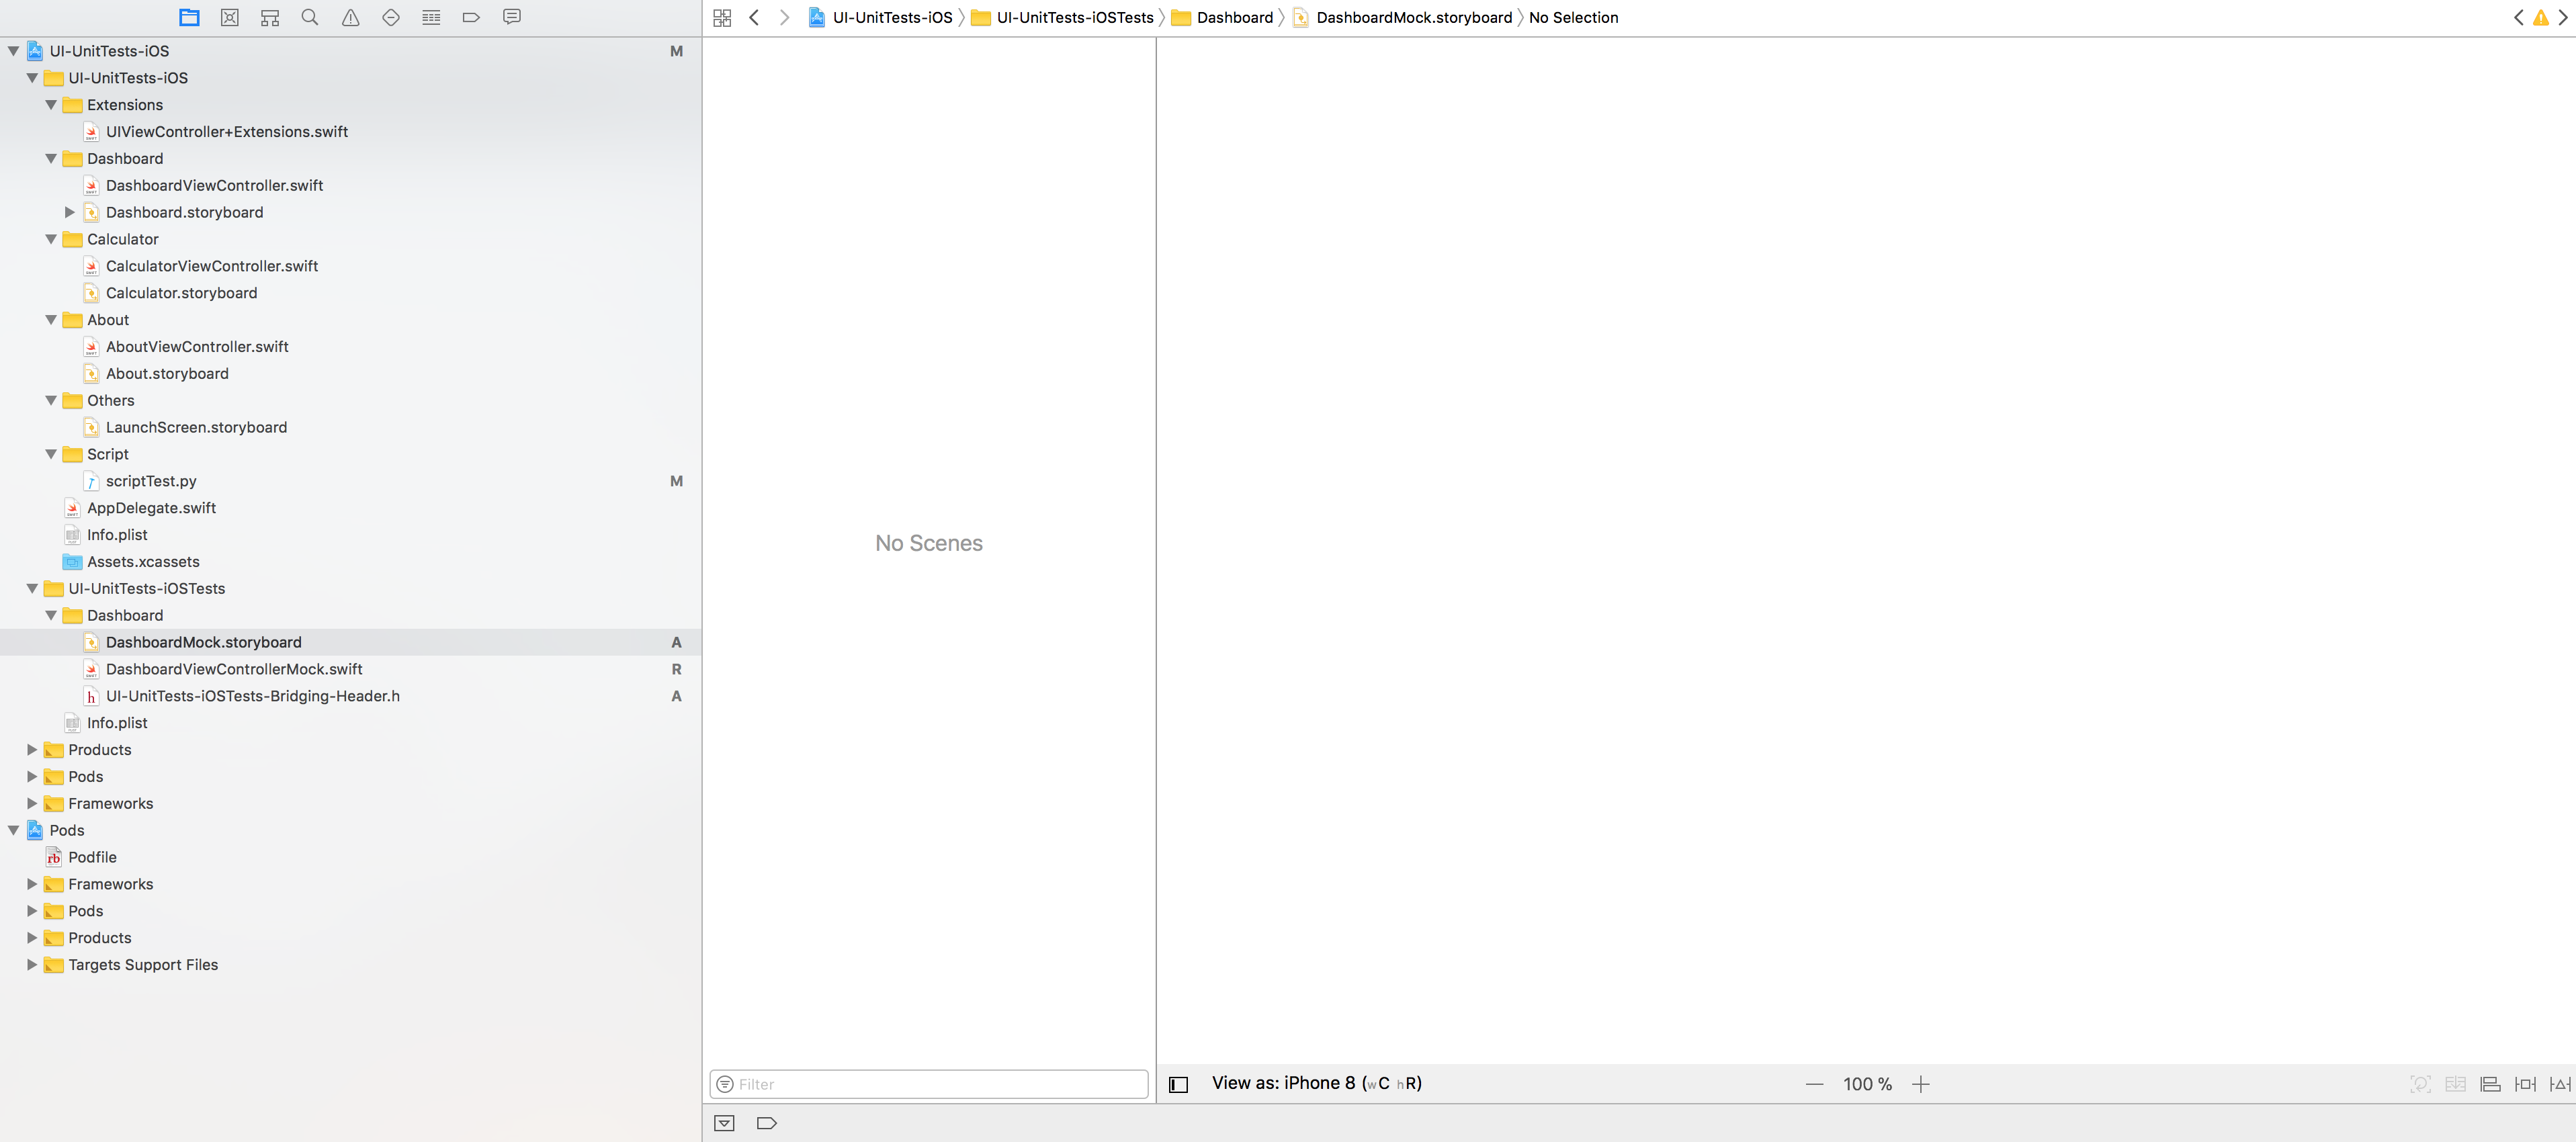 UI-UnitTests-iOS UI-UnitTests-iOSTests Dashboard DashboardMock.storyboard No Selection
UI-UnitTests-iOS M
UI-UnitTests-iOS
Extensions
UIViewController+Extensions.swift
Dashboard
DashboardViewController.swift
Dashboard.storyboard
Calculator
CalculatorViewController.swift
Calculator.storyboard
About
AboutViewController.swift
About.storyboard
Others
LaunchScreen.storyboard
Script
scriptTest.py M
AppDelegate.swift
Info.plist
Assets.xcassets
UI-UnitTests-iOSTests
Dashboard
DashboardMock.storyboard A
DashboardViewControllerMock.swift R
UI-UnitTests-iOSTests-Bridging-Header.h A
Info.plist
Products
Pods
Frameworks
Pods
Podfile
Frameworks
Pods
Products
Targets Support Files
No Scenes
Filter
View as: iPhone 8 (wC hR)
100 %